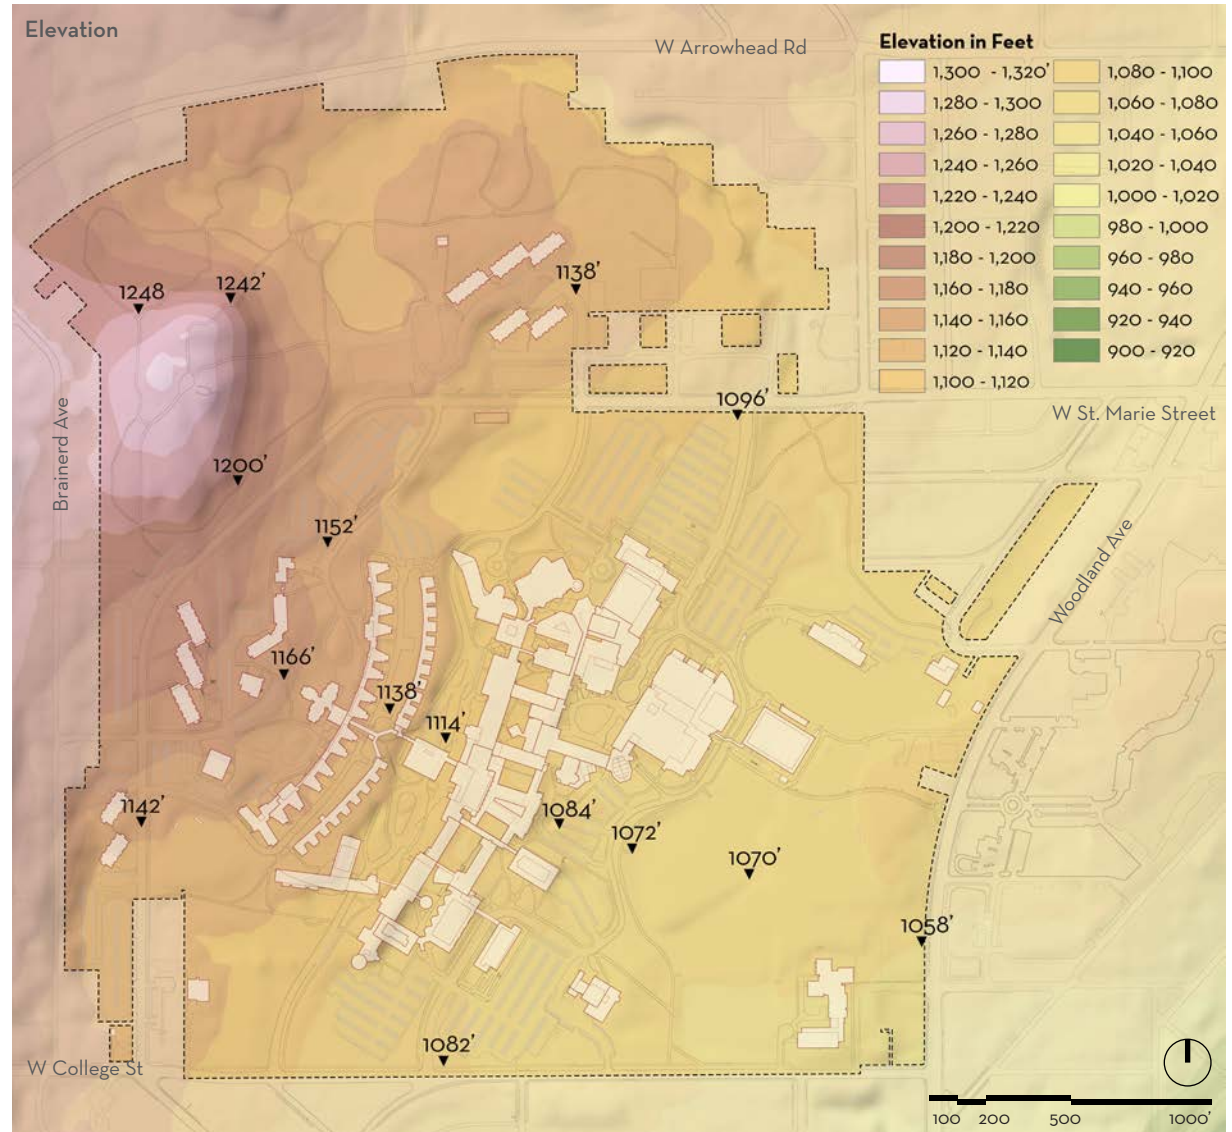 Elevation
W Arrowhead Rd
Elevation in Feet
1,300 - 1,320’
1,280 - 1,300
1,260 - 1,280
1,240 - 1,260
1,220 - 1,240
1,200 - 1,220
1,180 - 1,200
1,160 - 1,180
1,140 - 1,160
1,120 - 1,140
1,100 - 1,120
1,080 - 1,100
1,060 - 1,080
1,040 - 1,060
1,020 - 1,040
1,000 - 1,020
980 - 1,000
960 - 980
940 - 960
920 - 940
900 - 920
1248
1242’
1138’
1096’
W St. Marie Street
Brainerd Ave
1200’
1152’
Woodland Ave
1166’
1138’
1114’
1142’
1084’
1072’
1070’
1058’
1082’
W College St
100 200 500 1000’